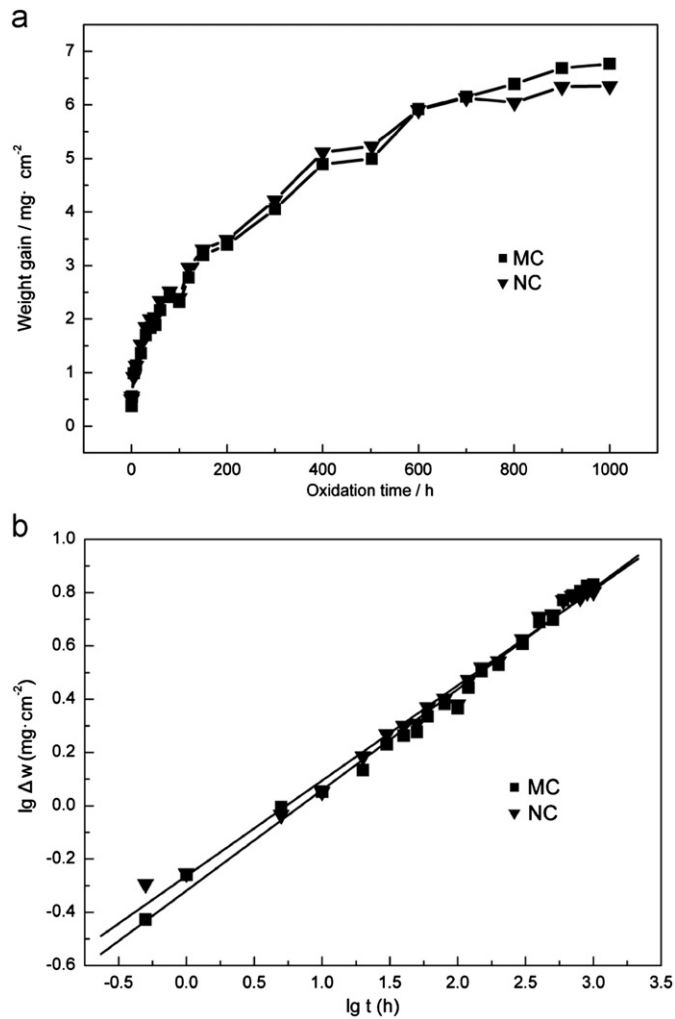 a
7
6
5
4
3
2
1
0
Weight gain / mg· cm-2
MC
NC
0 200 400 600 800 1000
Oxidation time / h
b
1.0
0.8
0.6
0.4
0.2
0.0
-0.2
-0.4
-0.6
lg Δw (mg·cm-2)
MC
NC
-0.5 0.0 0.5 1.0 1.5 2.0 2.5 3.0 3.5
lg t (h)